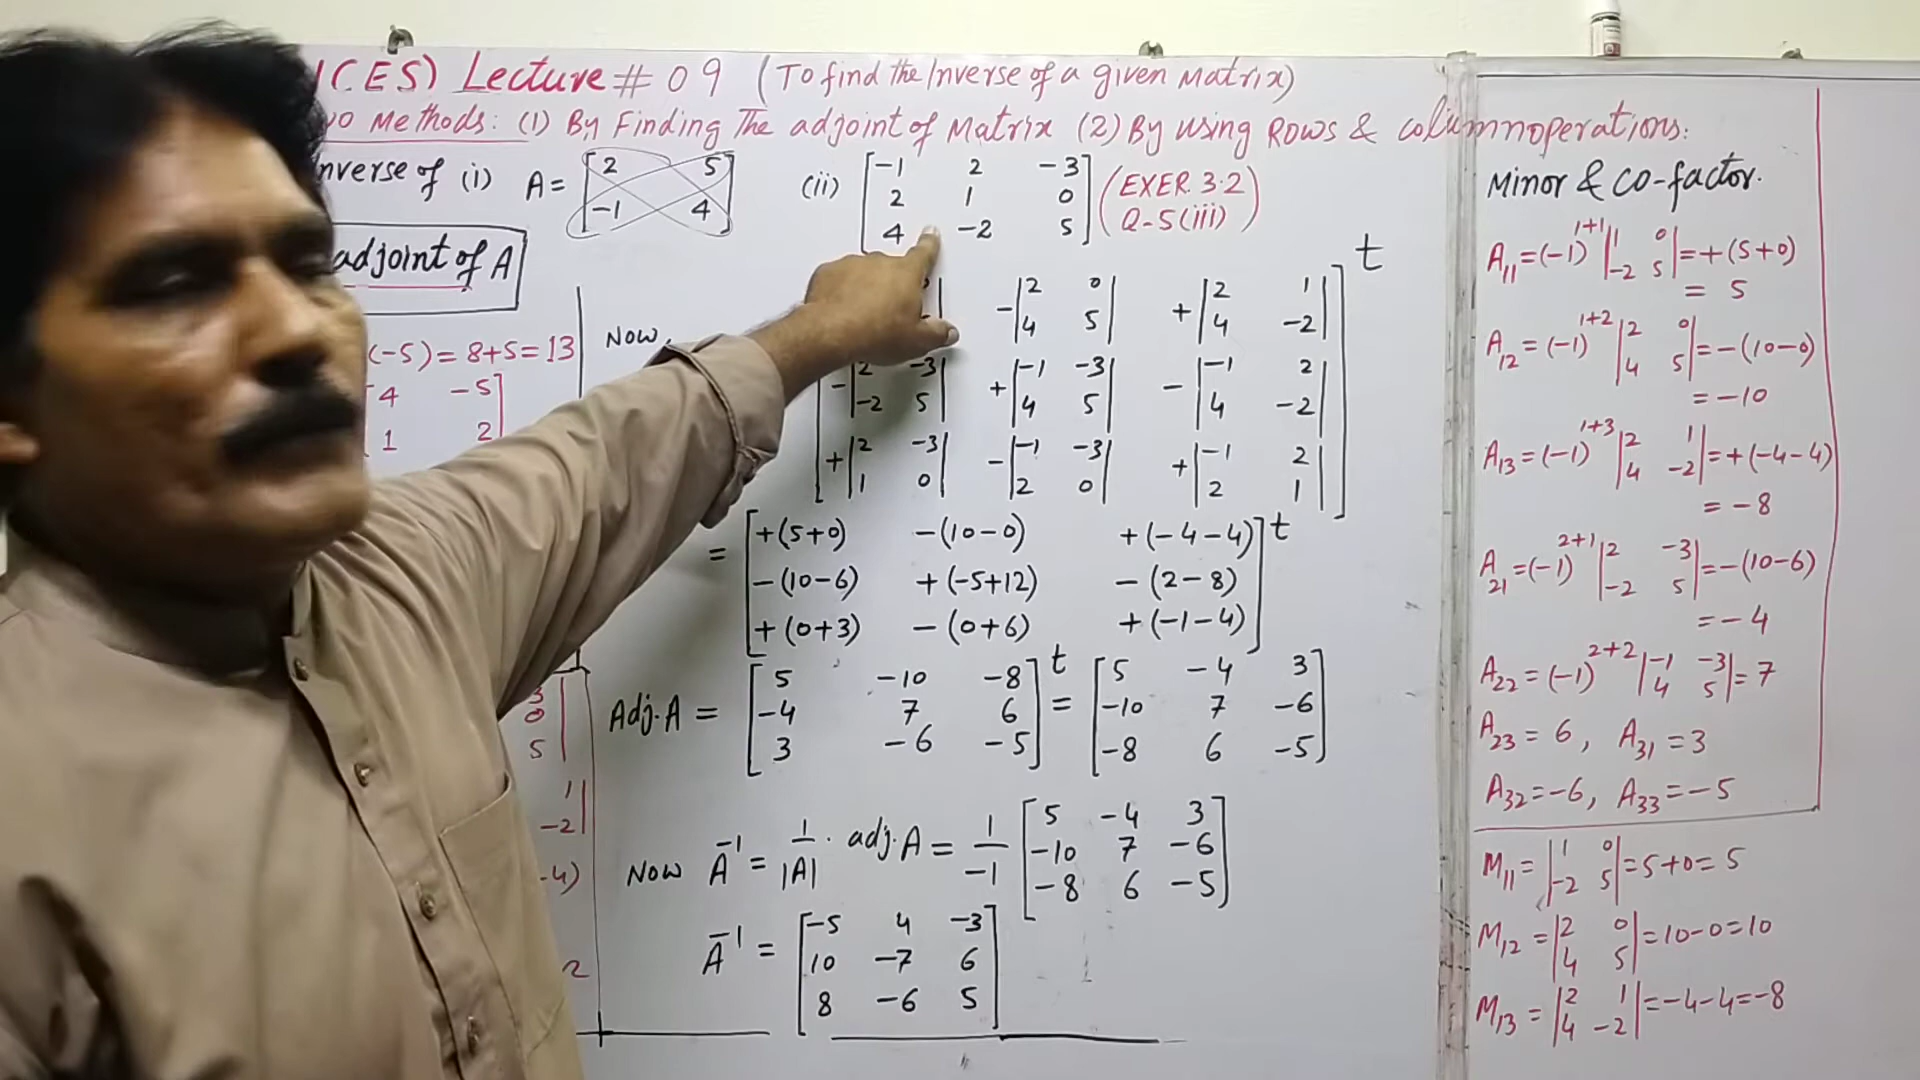 (CES) Lecture # 09 (To find the Inverse of a given Matrix)
Methods: (1) By Finding The adjoint of Matrix (2) By using Rows & columnoperations.
nverse of (i) A = [2 5
-1 4]
(ii) [-1 2 -3
2 1 0
4 -2 5]
(EXER. 3.2
Q-5(iii))
adjoint of A
(-5) = 8+5 = 13
[4 -5
1 2]
3
0
5
1
-2
-4)
2
Now,
-|2 0; 4 5| +|2 1; 4 -2| ]t
-|2 -3; -2 5| +|-1 -3; 4 5| -|-1 2; 4 -2|
+|2 -3; 1 0| -|-1 -3; 2 0| +|-1 2; 2 1|
= [+(5+0) -(10-0) +(-4-4)]t
-(10-6) +(-5+12) -(2-8)
+(0+3) -(0+6) +(-1-4)
Adj.A = [5 -10 -8]t = [5 -4 3]
-4 7 6 -10 7 -6
3 -6 -5 -8 6 -5
Now A⁻¹ = 1/|A| . adj.A = 1/-1 [5 -4 3]
-10 7 -6
-8 6 -5
A⁻¹ = [-5 4 -3]
10 -7 6
8 -6 5
Minor & Co-factor.
A11 = (-1)^1+1 |1 0; -2 5| = +(5+0)
= 5
A12 = (-1)^1+2 |2 0; 4 5| = -(10-0)
= -10
A13 = (-1)^1+3 |2 1; 4 -2| = +(-4-4)
= -8
A21 = (-1)^2+1 |2 -3; -2 5| = -(10-6)
= -4
A22 = (-1)^2+2 |-1 -3; 4 5| = 7
A23 = 6, A31 = 3
A32 = -6, A33 = -5
M11 = |1 0; -2 5| = 5+0 = 5
M12 = |2 0; 4 5| = 10-0 = 10
M13 = |2 1; 4 -2| = -4-4 = -8